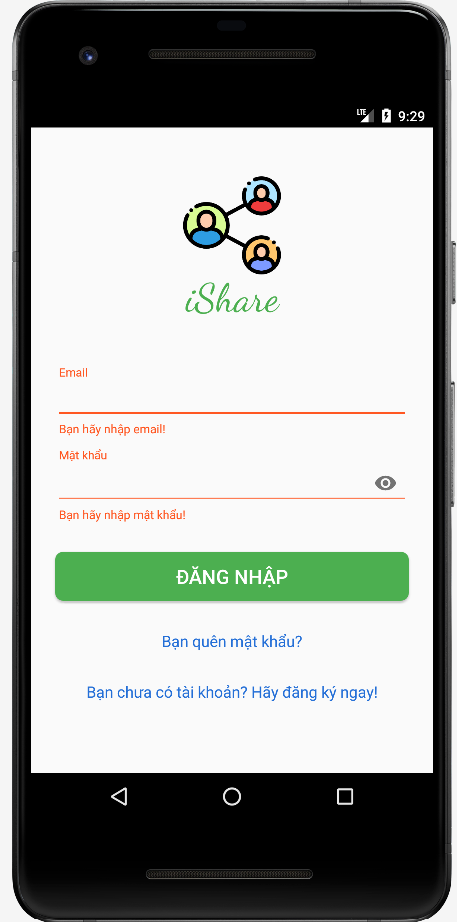 LTE 9:29
iShare
Email
Bạn hãy nhập email!
Mật khẩu
Bạn hãy nhập mật khẩu!
ĐĂNG NHẬP
Bạn quên mật khẩu?
Bạn chưa có tài khoản? Hãy đăng ký ngay!